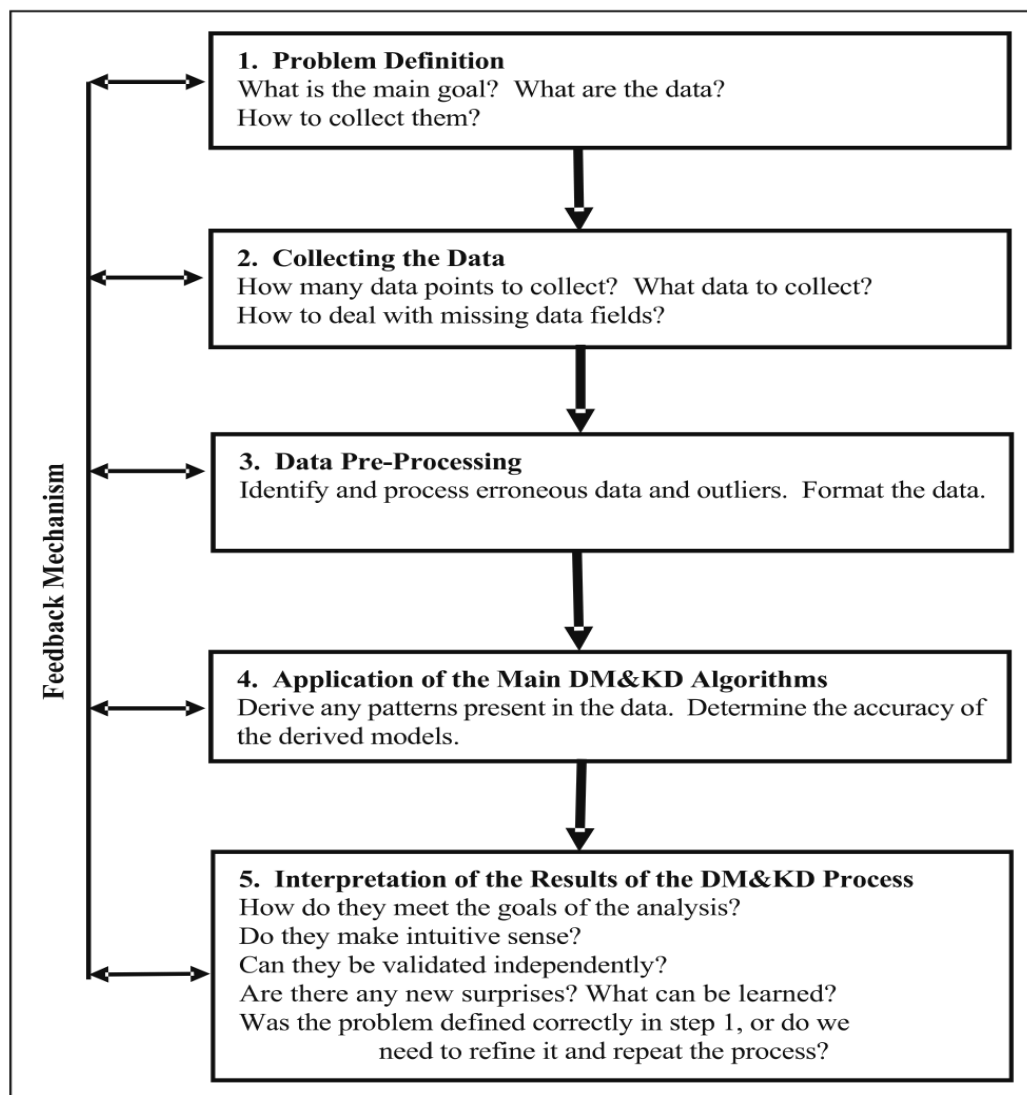 1. Problem Definition
What is the main goal? What are the data?
How to collect them?
2. Collecting the Data
How many data points to collect? What data to collect?
How to deal with missing data fields?
3. Data Pre-Processing
Identify and process erroneous data and outliers. Format the data.
4. Application of the Main DM&KD Algorithms
Derive any patterns present in the data. Determine the accuracy of
the derived models.
5. Interpretation of the Results of the DM&KD Process
How do they meet the goals of the analysis?
Do they make intuitive sense?
Can they be validated independently?
Are there any new surprises? What can be learned?
Was the problem defined correctly in step 1, or do we
need to refine it and repeat the process?
Feedback Mechanism